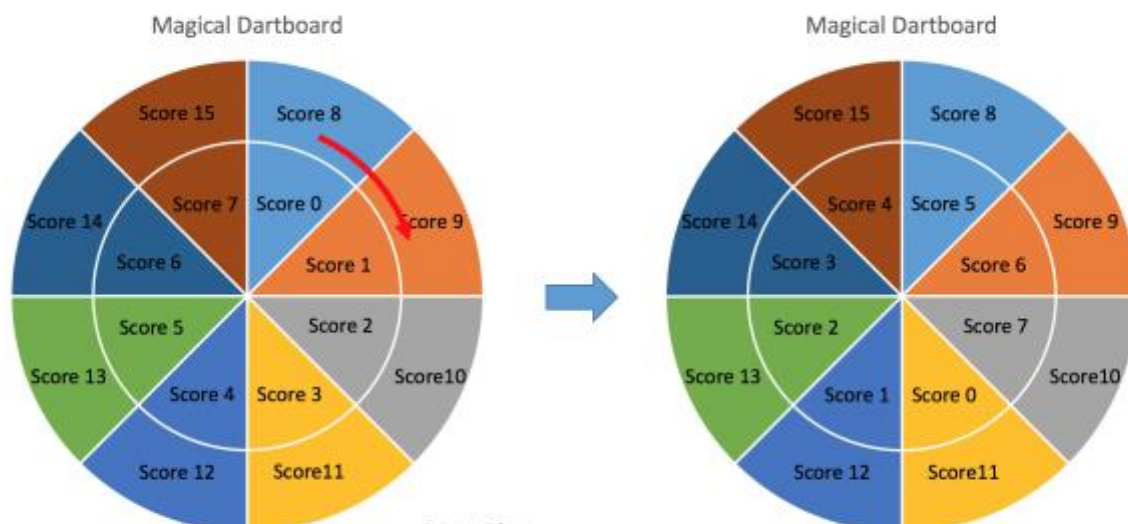 Magical Dartboard
Score 15
Score 8
Score 14
Score 7
Score 0
Score 9
Score 6
Score 1
Score 5
Score 2
Score 13
Score10
Score 4
Score 3
Score 12
Score11
Magical Dartboard
Score 15
Score 8
Score 14
Score 4
Score 5
Score 9
Score 3
Score 6
Score 2
Score 7
Score 13
Score10
Score 1
Score 0
Score 12
Score11